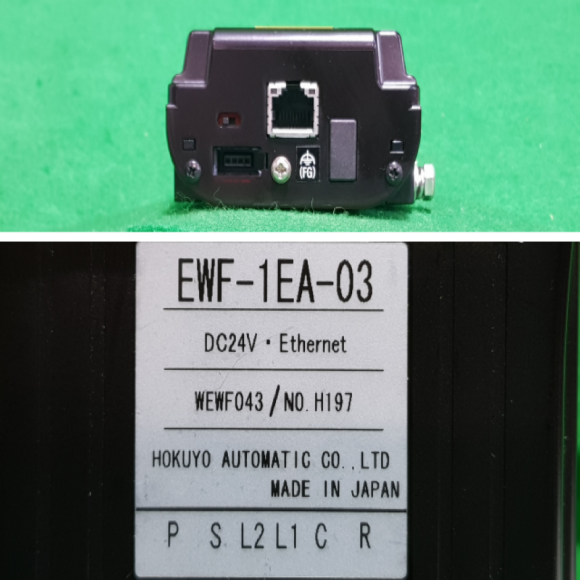 (FG)
EWF-1EA-03
DC24V・Ethernet
WEWF043/NO.H197
HOKUYO AUTOMATIC CO.,LTD
MADE IN JAPAN
P S L2 L1 C R